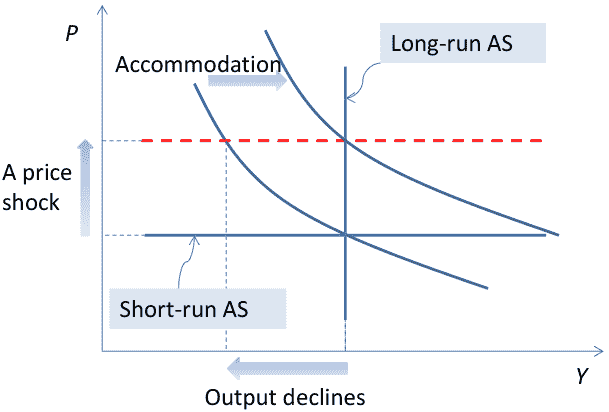 P
Long-run AS
Accommodation
A price
shock
Short-run AS
Output declines
Y